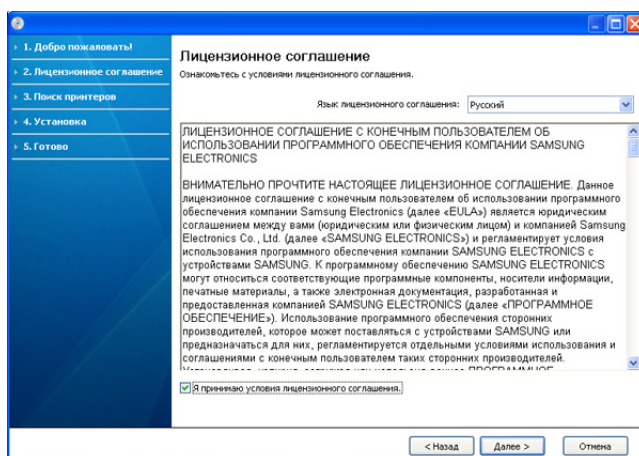 1. Добро пожаловать!
2. Лицензионное соглашение
3. Поиск принтеров
4. Установка
5. Готово
Лицензионное соглашение
Ознакомьтесь с условиями лицензионного соглашения.
Язык лицензионного соглашения: Русский
ЛИЦЕНЗИОННОЕ СОГЛАШЕНИЕ С КОНЕЧНЫМ ПОЛЬЗОВАТЕЛЕМ ОБ
ИСПОЛЬЗОВАНИИ ПРОГРАММНОГО ОБЕСПЕЧЕНИЯ КОМПАНИИ SAMSUNG
ELECTRONICS
ВНИМАТЕЛЬНО ПРОЧТИТЕ НАСТОЯЩЕЕ ЛИЦЕНЗИОННОЕ СОГЛАШЕНИЕ. Данное
лицензионное соглашение с конечным пользователем об использовании программного
обеспечения компании Samsung Electronics (далее «EULA») является юридическим
соглашением между вами (юридическим или физическим лицом) и компанией Samsung
Electronics Co., Ltd. (далее «SAMSUNG ELECTRONICS») и регламентирует условия
использования программного обеспечения компании SAMSUNG ELECTRONICS с
устройствами SAMSUNG. К программному обеспечению SAMSUNG ELECTRONICS
могут относиться соответствующие программные компоненты, носители информации,
печатные материалы, а также электронная документация, разработанная и
предоставленная компанией SAMSUNG ELECTRONICS (далее «ПРОГРАММНОЕ
ОБЕСПЕЧЕНИЕ»). Использование программного обеспечения сторонних
производителей, которое может поставляться с устройствами SAMSUNG или
предназначаться для них, регламентируется отдельными условиями использования и
соглашениями с конечным пользователем таких сторонних производителей.
Я принимаю условия лицензионного соглашения.
< Назад Далее > Отмена